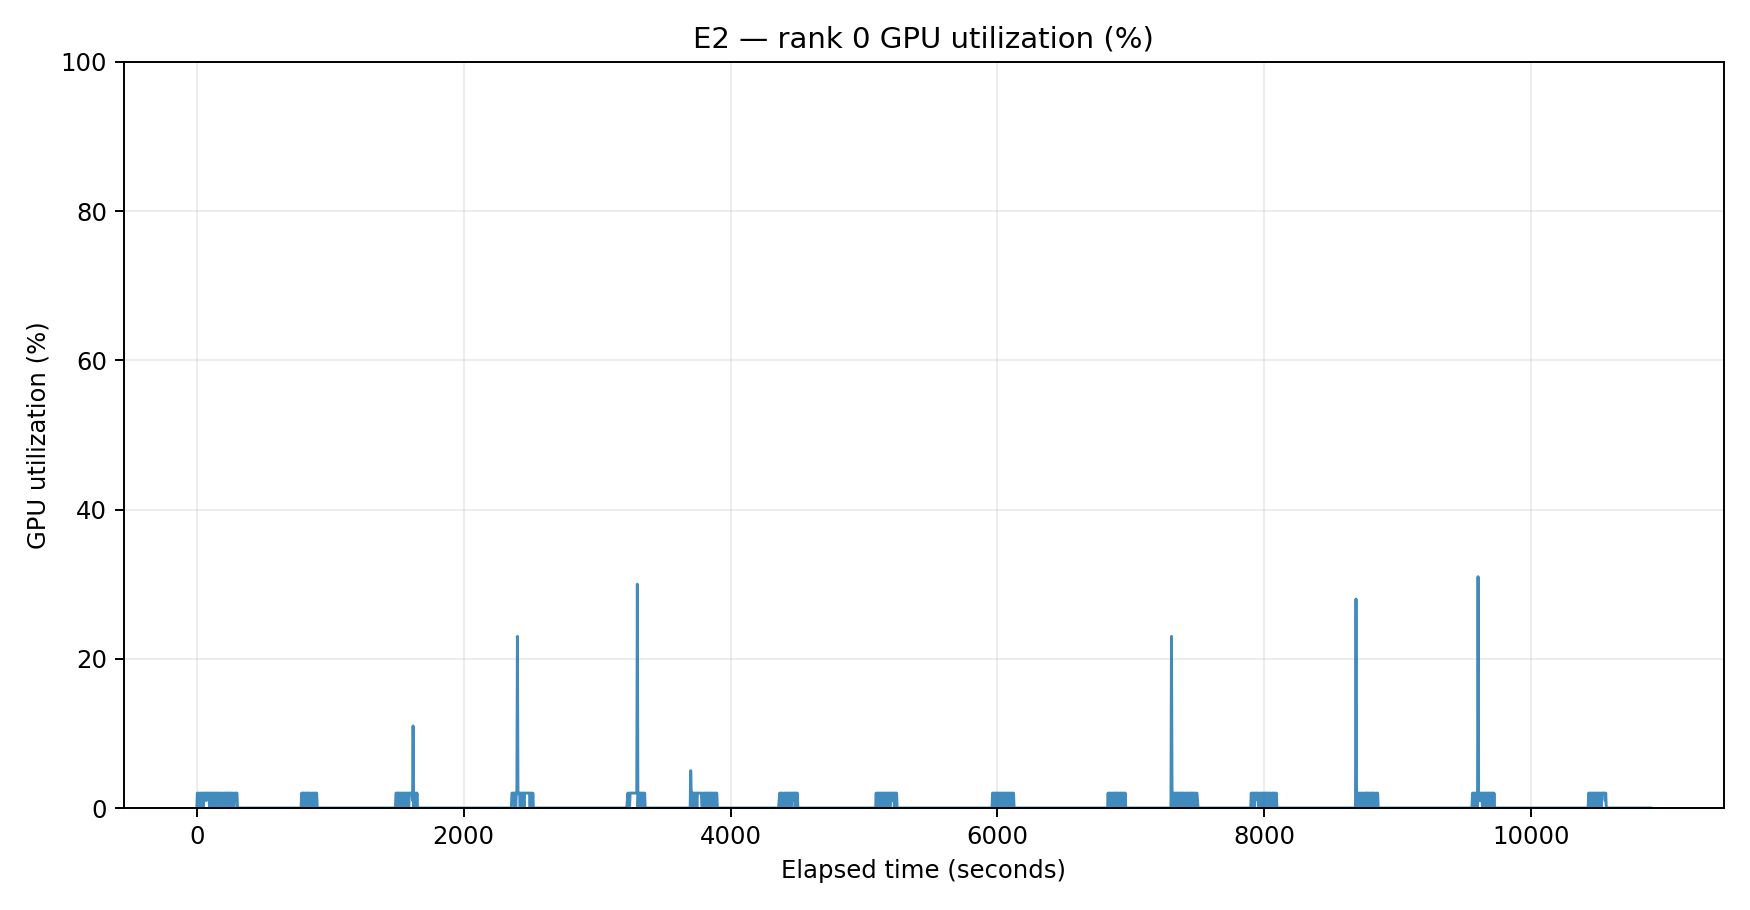 E2 — rank 0 GPU utilization (%)
100
80
60
40
20
0
GPU utilization (%)
0 2000 4000 6000 8000 10000
Elapsed time (seconds)